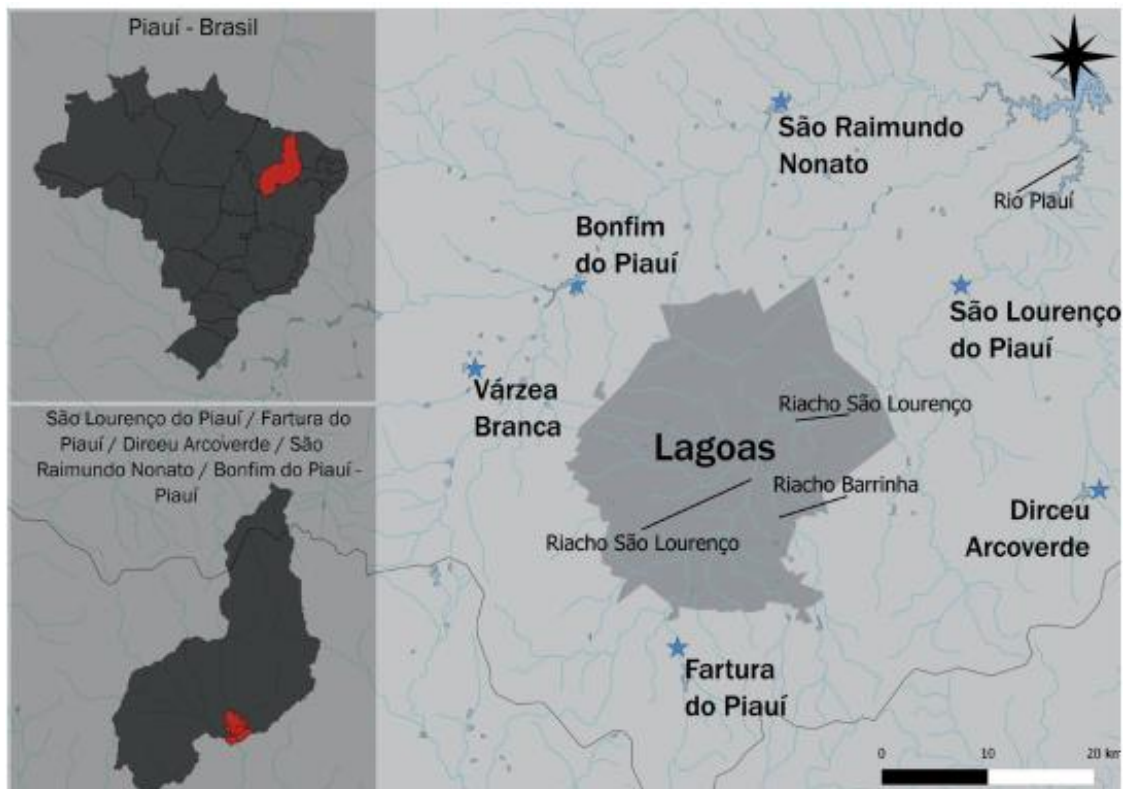 Piauí - Brasil
São Lourenço do Piauí / Fartura do
Piauí / Dirceu Arcoverde / São
Raimundo Nonato / Bonfim do Piauí -
Piauí
São Raimundo
Nonato
Rio Piauí
Bonfim
do Piauí
São Lourenço
do Piauí
Várzea
Branca
Riacho São Lourenço
Lagoas
Riacho Barrinha
Riacho São Lourenço
Dirceu
Arcoverde
Fartura
do Piauí
0 10 20 km